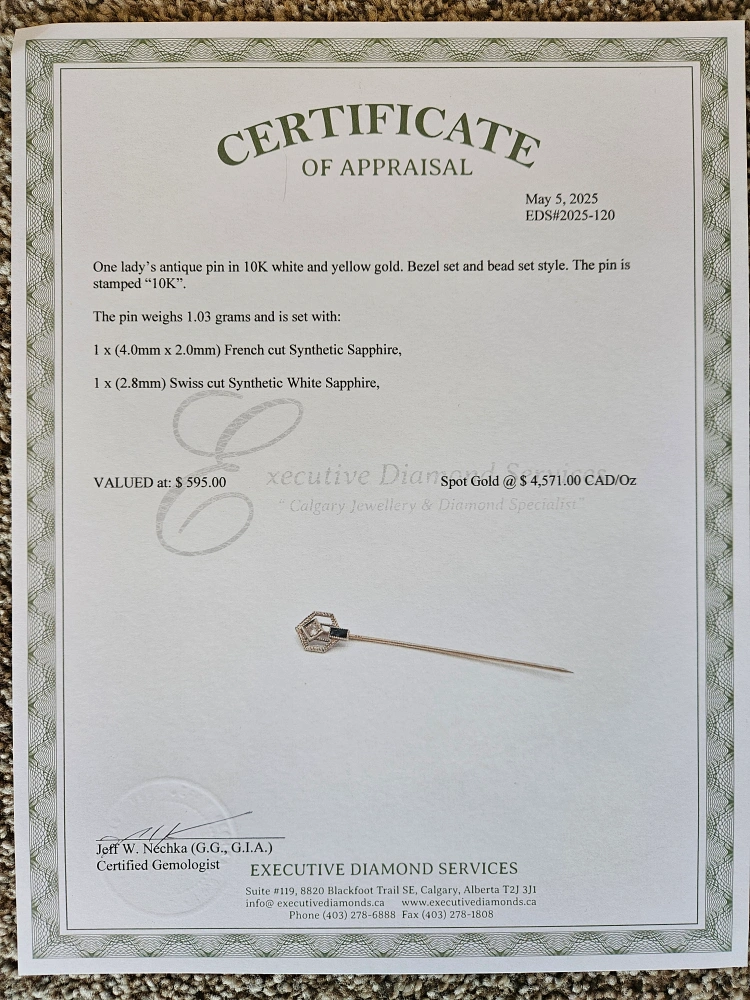 CERTIFICATE
OF APPRAISAL
May 5, 2025
EDS#2025-120
One lady's antique pin in 10K white and yellow gold. Bezel set and bead set style. The pin is
stamped “10K”.
The pin weighs 1.03 grams and is set with:
1 x (4.0mm x 2.0mm) French cut Synthetic Sapphire,
1 x (2.8mm) Swiss cut Synthetic White Sapphire,
Executive Diamond Services
VALUED at: $ 595.00
Spot Gold @ $ 4,571.00 CAD/Oz
“Calgary Jewellery & Diamond Specialist”
Jeff W. Nechka (G.G., G.I.A.)
Certified Gemologist
EXECUTIVE DIAMOND SERVICES
Suite #119, 8820 Blackfoot Trail SE, Calgary, Alberta T2J 3J1
info@ executivediamonds.ca www.executivediamonds.ca
Phone (403) 278-6888 Fax (403) 278-1808